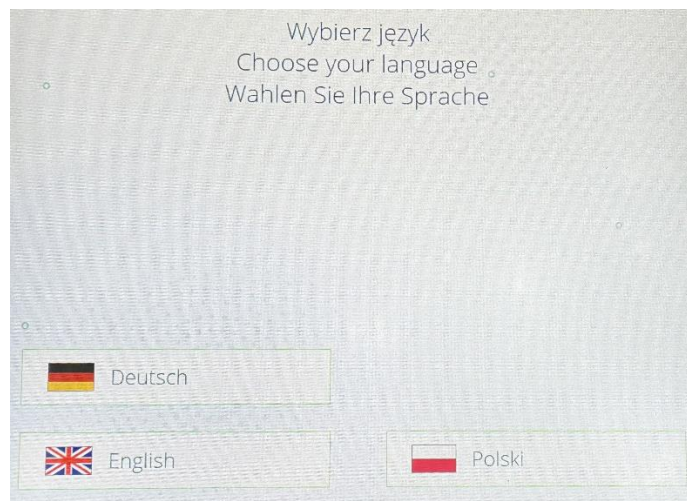 Wybierz język
Choose your language
Wahlen Sie Ihre Sprache
Deutsch
English
Polski